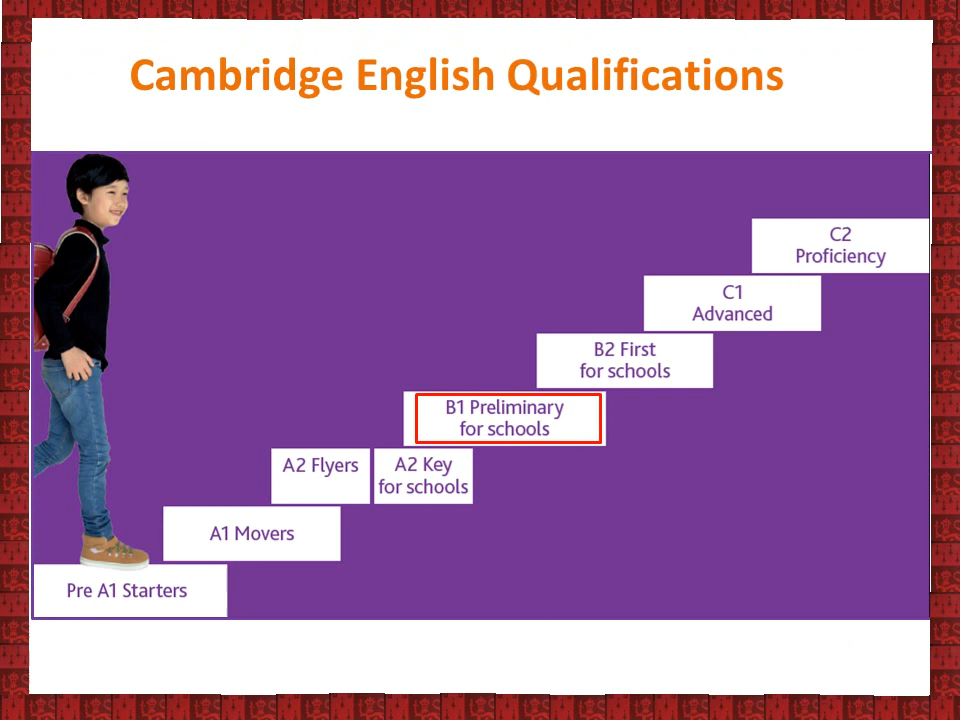 Cambridge English Qualifications
C2
Proficiency
C1
Advanced
B2 First
for schools
B1 Preliminary
for schools
A2 Flyers
A2 Key
for schools
A1 Movers
Pre A1 Starters